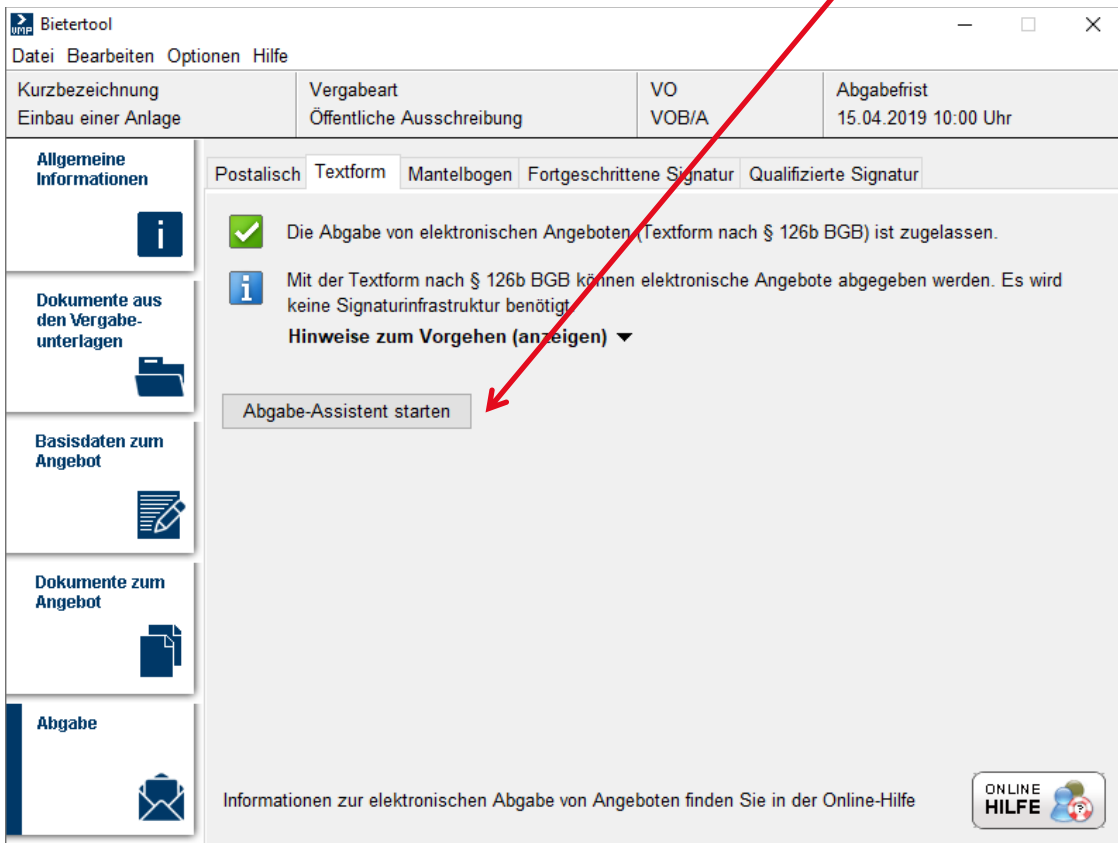 VMP Bietertool
Datei Bearbeiten Optionen Hilfe
Kurzbezeichnung Vergabeart VO Abgabefrist
Einbau einer Anlage Öffentliche Ausschreibung VOB/A 15.04.2019 10:00 Uhr
Allgemeine
Informationen
Postalisch Textform Mantelbogen Fortgeschrittene Signatur Qualifizierte Signatur
Die Abgabe von elektronischen Angeboten (Textform nach § 126b BGB) ist zugelassen.
Mit der Textform nach § 126b BGB können elektronische Angebote abgegeben werden. Es wird
keine Signaturinfrastruktur benötigt.
Hinweise zum Vorgehen (anzeigen)
Dokumente aus
den Vergabe-
unterlagen
Abgabe-Assistent starten
Basisdaten zum
Angebot
Dokumente zum
Angebot
Abgabe
Informationen zur elektronischen Abgabe von Angeboten finden Sie in der Online-Hilfe
ONLINE
HILFE